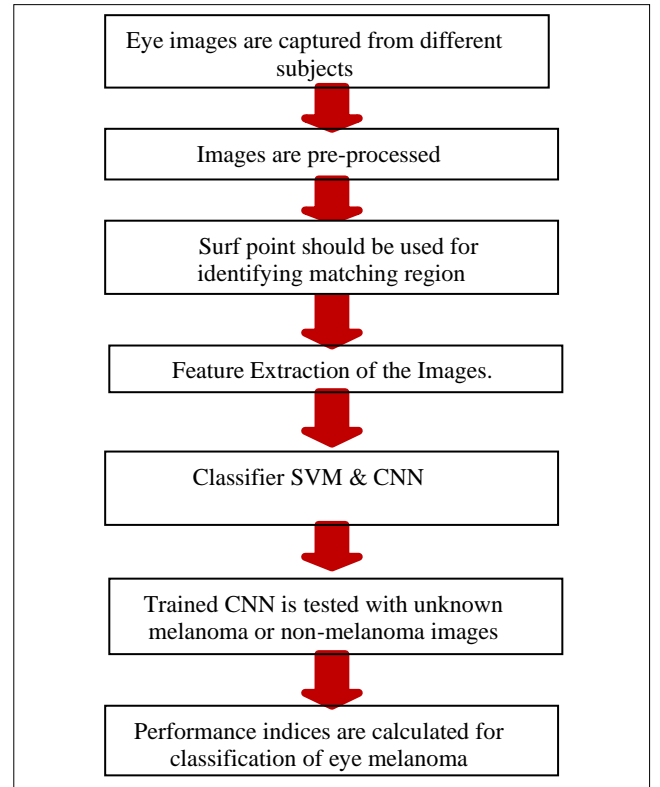 Eye images are captured from different
subjects
Images are pre-processed
Surf point should be used for
identifying matching region
Feature Extraction of the Images.
Classifier SVM & CNN
Trained CNN is tested with unknown
melanoma or non-melanoma images
Performance indices are calculated for
classification of eye melanoma